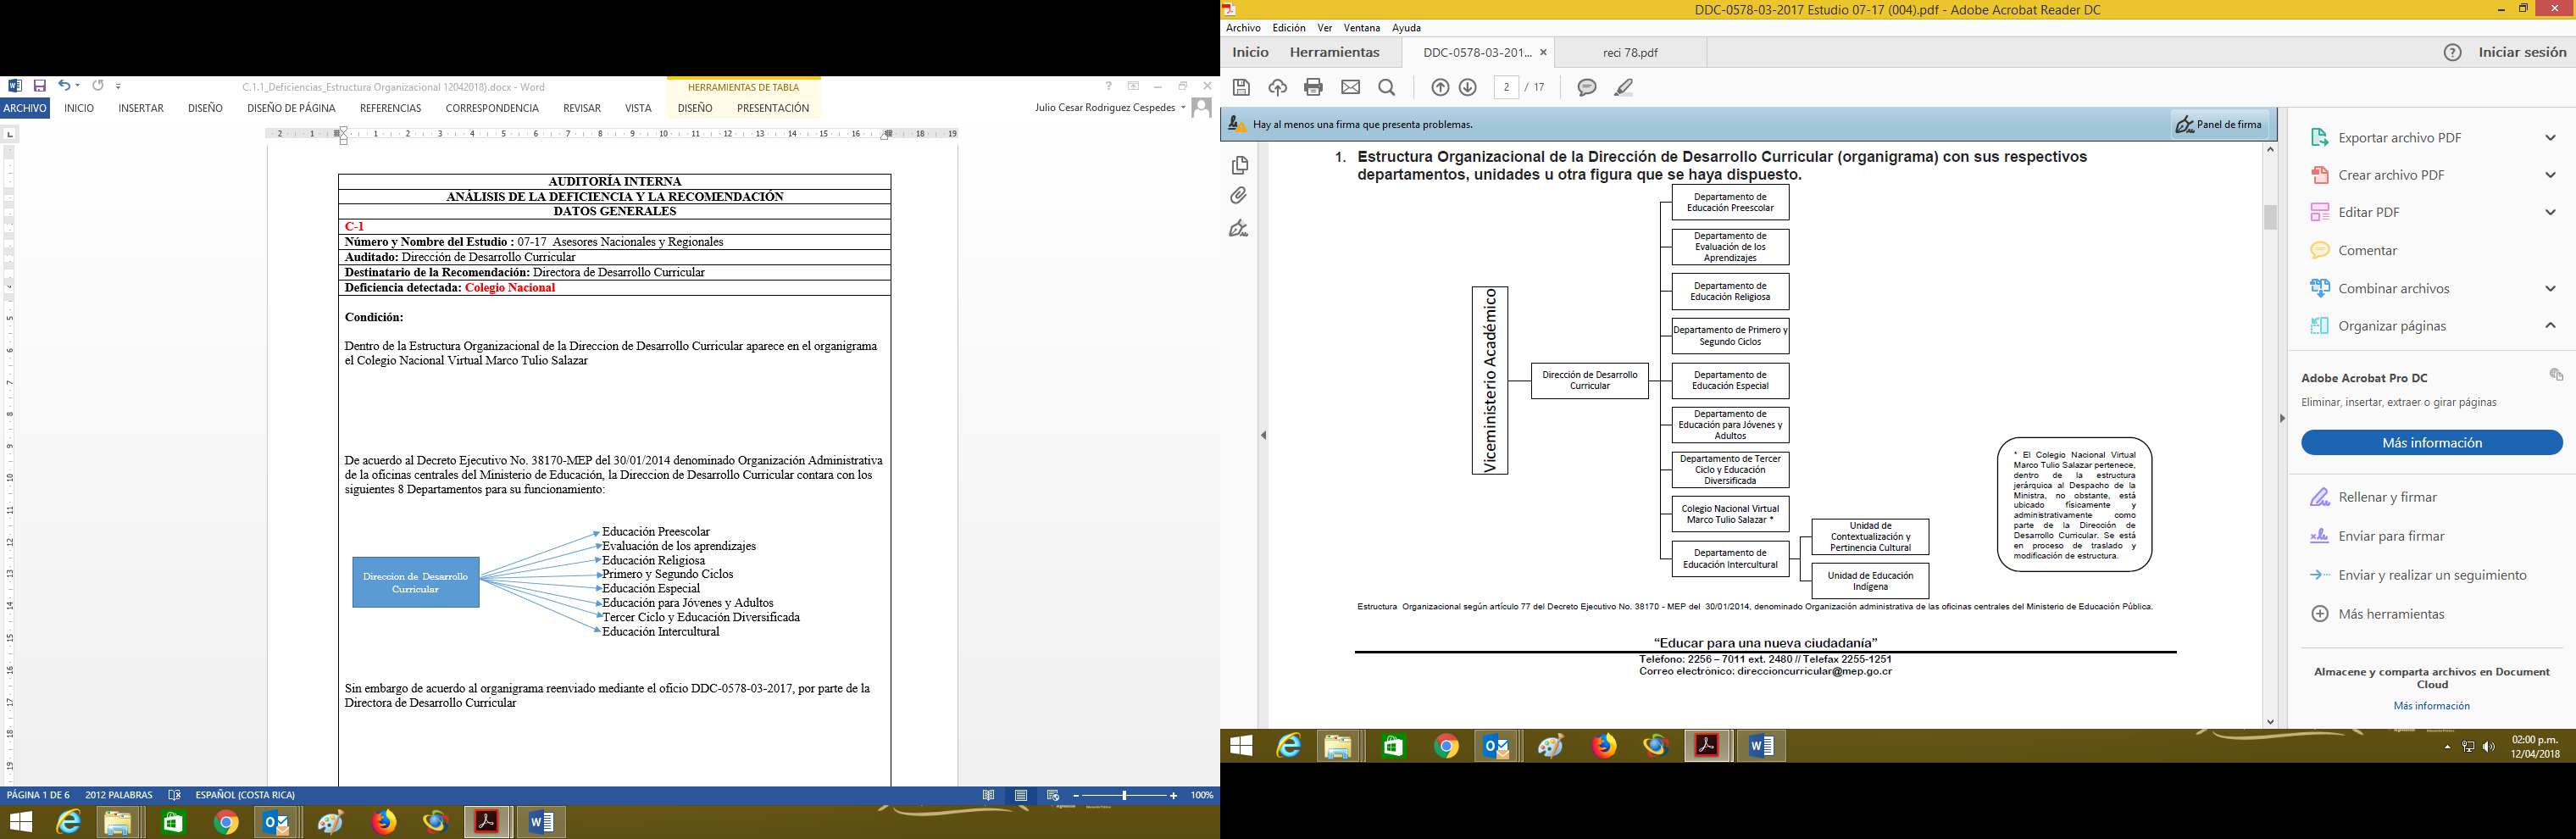 C.1.1_Deficiencias_Estructura Organizacional 12042018).docx - Word
HERRAMIENTAS DE TABLA
ARCHIVO INICIO INSERTAR DISEÑO DISEÑO DE PÁGINA REFERENCIAS CORRESPONDENCIA REVISAR VISTA DISEÑO PRESENTACIÓN
Julio Cesar Rodriguez Cespedes
AUDITORÍA INTERNA
ANÁLISIS DE LA DEFICIENCIA Y LA RECOMENDACIÓN
DATOS GENERALES
C-1
Número y Nombre del Estudio : 07-17 Asesores Nacionales y Regionales
Auditado: Dirección de Desarrollo Curricular
Destinatario de la Recomendación: Directora de Desarrollo Curricular
Deficiencia detectada: Colegio Nacional
Condición:
Dentro de la Estructura Organizacional de la Direccion de Desarrollo Curricular aparece en el organigrama
el Colegio Nacional Virtual Marco Tulio Salazar
De acuerdo al Decreto Ejecutivo No. 38170-MEP del 30/01/2014 denominado Organización Administrativa
de la oficinas centrales del Ministerio de Educación, la Direccion de Desarrollo Curricular contara con los
siguientes 8 Departamentos para su funcionamiento:
Direccion de Desarrollo
Curricular
Educación Preescolar
Evaluación de los aprendizajes
Educación Religiosa
Primero y Segundo Ciclos
Educación Especial
Educación para Jóvenes y Adultos
Tercer Ciclo y Educación Diversificada
Educación Intercultural
Sin embargo de acuerdo al organigrama reenviado mediante el oficio DDC-0578-03-2017, por parte de la
Directora de Desarrollo Curricular
PÁGINA 1 DE 6 2012 PALABRAS ESPAÑOL (COSTA RICA) 100%
DDC-0578-03-2017 Estudio 07-17 (004).pdf - Adobe Acrobat Reader DC
Archivo Edición Ver Ventana Ayuda
Inicio Herramientas DDC-0578-03-201... × reci 78.pdf Iniciar sesión
2 / 17
Hay al menos una firma que presenta problemas.
Panel de firma
1. Estructura Organizacional de la Dirección de Desarrollo Curricular (organigrama) con sus respectivos
departamentos, unidades u otra figura que se haya dispuesto.
Viceministerio Académico
Dirección de Desarrollo
Curricular
Departamento de
Educación Preescolar
Departamento de
Evaluación de los
Aprendizajes
Departamento de
Educación Religiosa
Departamento de Primero y
Segundo Ciclos
Departamento de
Educación Especial
Departamento de
Educación para Jóvenes y
Adultos
Departamento de Tercer
Ciclo y Educación
Diversificada
Colegio Nacional Virtual
Marco Tulio Salazar *
Departamento de
Educación Intercultural
Unidad de
Contextualización y
Pertinencia Cultural
Unidad de Educación
Indígena
* El Colegio Nacional Virtual
Marco Tulio Salazar pertenece,
dentro de la estructura
jerárquica al Despacho de la
Ministra, no obstante, está
ubicado físicamente y
administrativamente como
parte de la Dirección de
Desarrollo Curricular. Se está
en proceso de traslado y
modificación de estructura.
Estructura Organizacional según artículo 77 del Decreto Ejecutivo No. 38170 - MEP del 30/01/2014, denominado Organización administrativa de las oficinas centrales del Ministerio de Educación Pública.
“Educar para una nueva ciudadanía”
Teléfono: 2256 – 7011 ext. 2480 // Telefax 2255-1251
Correo electrónico: direccioncurricular@mep.go.cr
Exportar archivo PDF
Crear archivo PDF
Editar PDF
Comentar
Combinar archivos
Organizar páginas
Adobe Acrobat Pro DC
Eliminar, insertar, extraer o girar páginas
Más información
Rellenar y firmar
Enviar para firmar
Enviar y realizar un seguimiento
Más herramientas
Almacene y comparta archivos en Document
Cloud
Más información
02:00 p.m.
12/04/2018